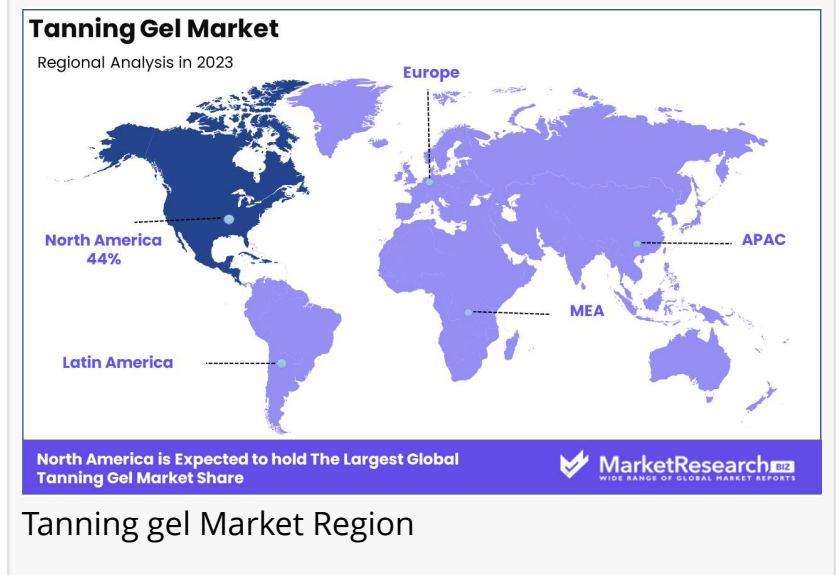 Tanning Gel Market
Regional Analysis in 2023
Europe
North America
44%
APAC
MEA
Latin America
North America is Expected to hold The Largest Global
Tanning Gel Market Share
MarketResearch BIZ
WIDE RANGE OF GLOBAL MARKET REPORTS
Tanning gel Market Region